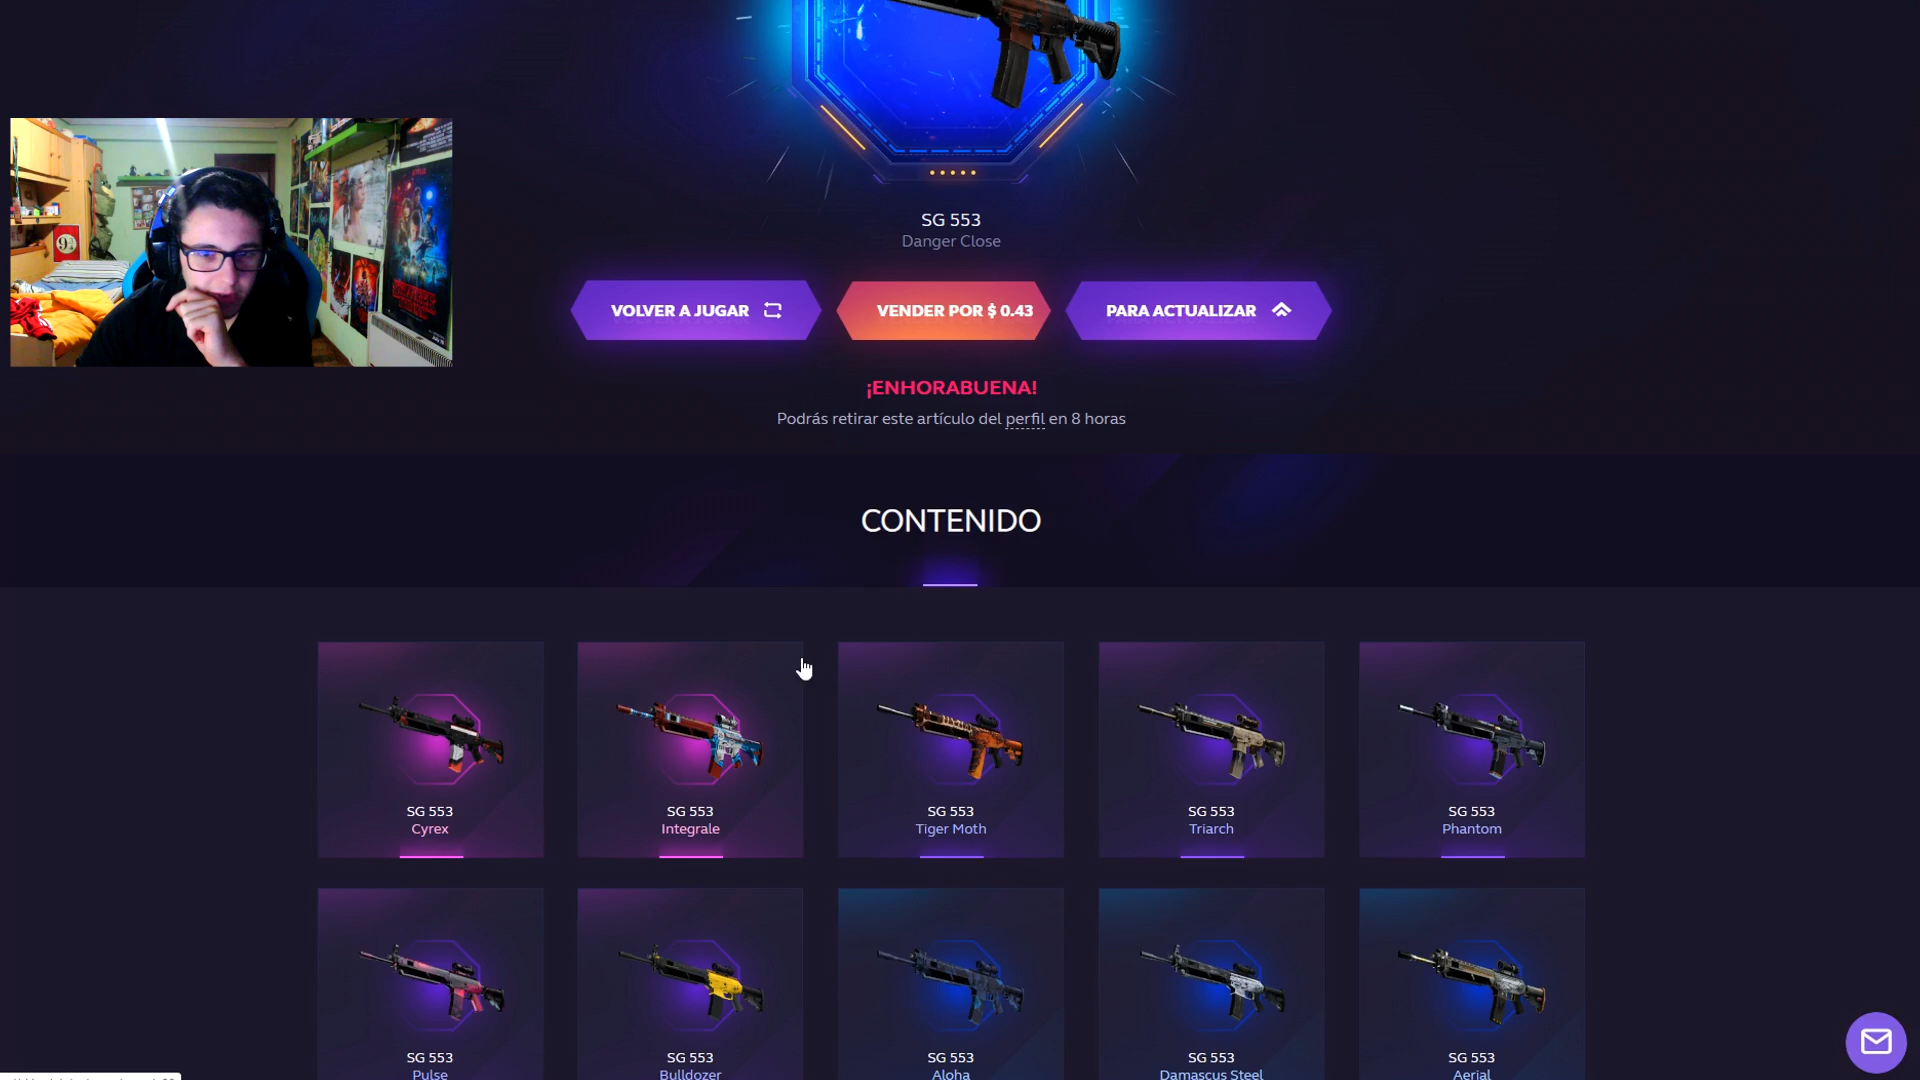 SG 553
Danger Close
VOLVER A JUGAR
VENDER POR $ 0.43
PARA ACTUALIZAR
¡ENHORABUENA!
Podrás retirar este artículo del perfil en 8 horas
CONTENIDO
SG 553
Cyrex
SG 553
Integrale
SG 553
Tiger Moth
SG 553
Triarch
SG 553
Phantom
SG 553
Pulse
SG 553
Bulldozer
SG 553
Aloha
SG 553
Damascus Steel
SG 553
Aerial